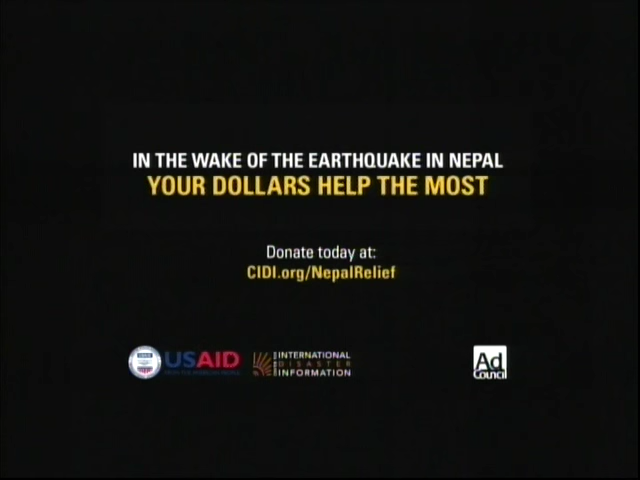 IN THE WAKE OF THE EARTHQUAKE IN NEPAL
YOUR DOLLARS HELP THE MOST
Donate today at:
CIDI.org/NepalRelief
USAID
INTERNATIONAL
DISASTER
INFORMATION
Ad
Council